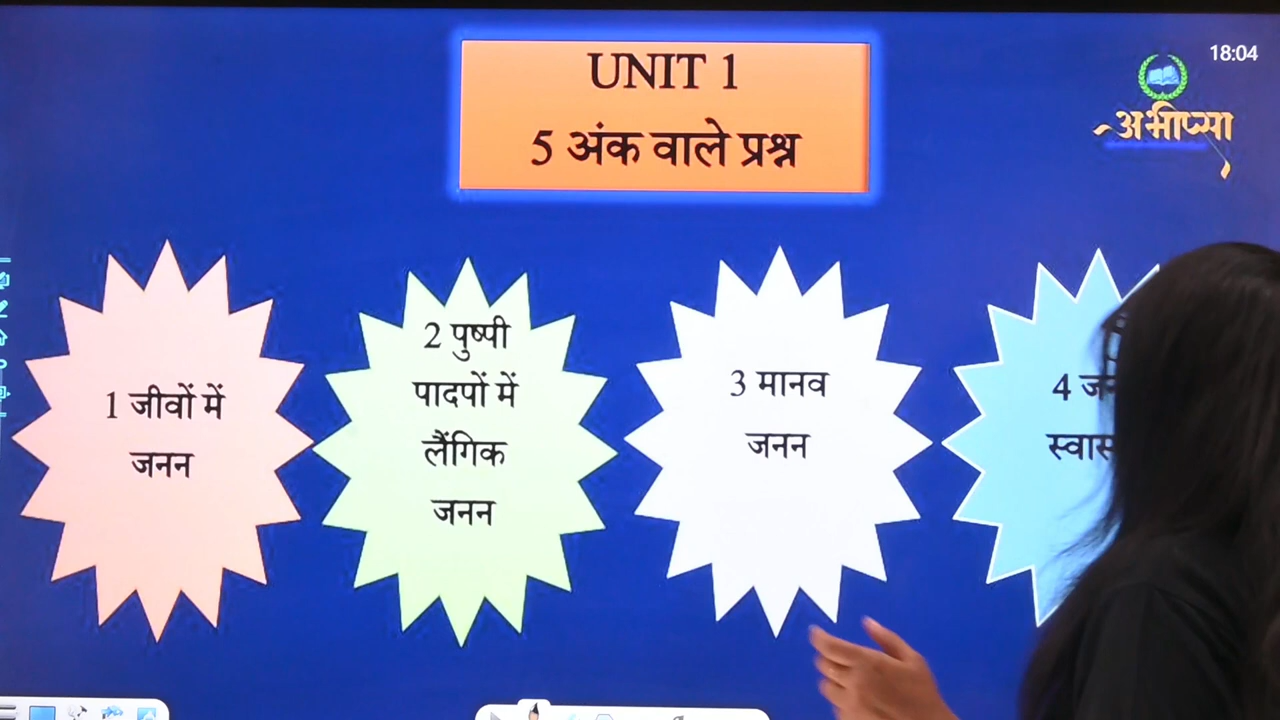 UNIT 1
5 अंक वाले प्रश्न
18:04
अभीप्सा
1 जीवों में
जनन
2 पुष्पी
पादपों में
लैंगिक
जनन
3 मानव
जनन
4